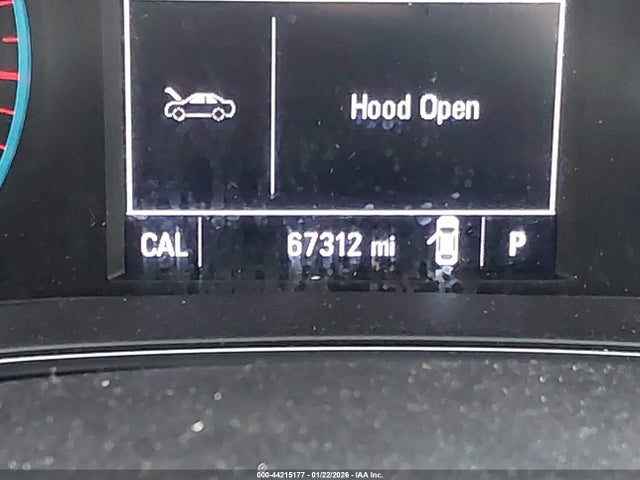 Hood Open
CAL 67312 mi P
000-44215177 - 01/22/2026 - IAA Inc.